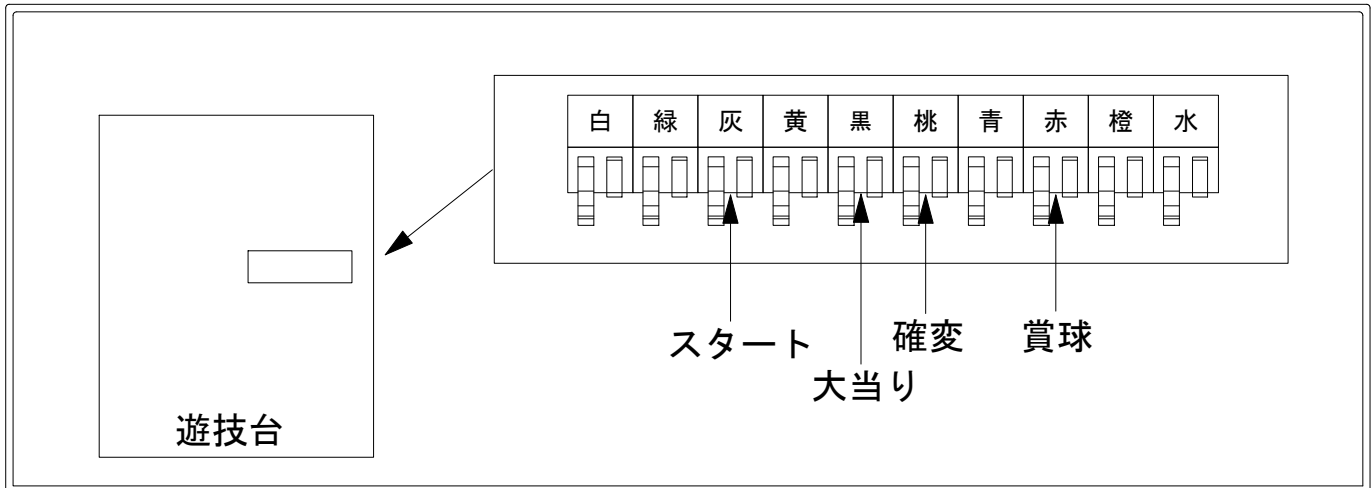 白 緑 灰 黄 黒 桃 青 赤 橙 水
スタート
大当り
確変
賞球
遊技台